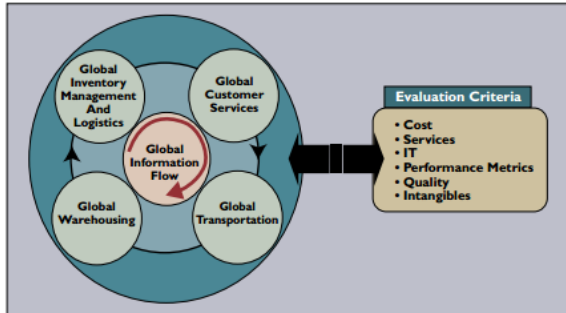 Global
Inventory
Management
And
Logistics
Global
Customer
Services
Global
Information
Flow
Global
Warehousing
Global
Transportation
Evaluation Criteria
• Cost
• Services
• IT
• Performance Metrics
• Quality
• Intangibles